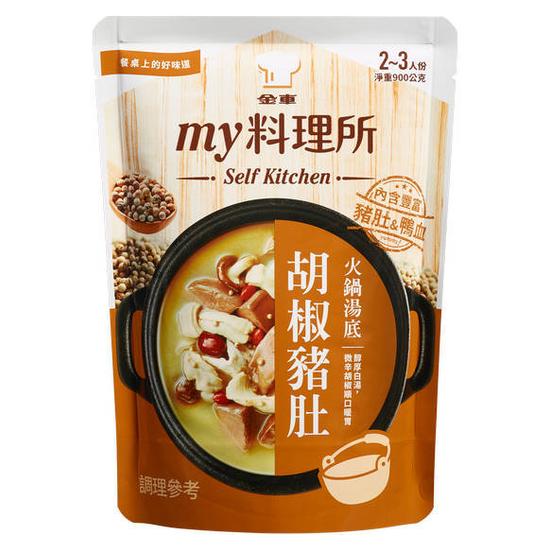 餐桌上的好味道
2~3人份
淨重900公克
金車
my料理所
Self Kitchen
內含豐富
豬肚&鴨血
yummy!
火鍋湯底
胡椒豬肚
醇厚白湯，
微辛胡椒順口暖胃
調理參考